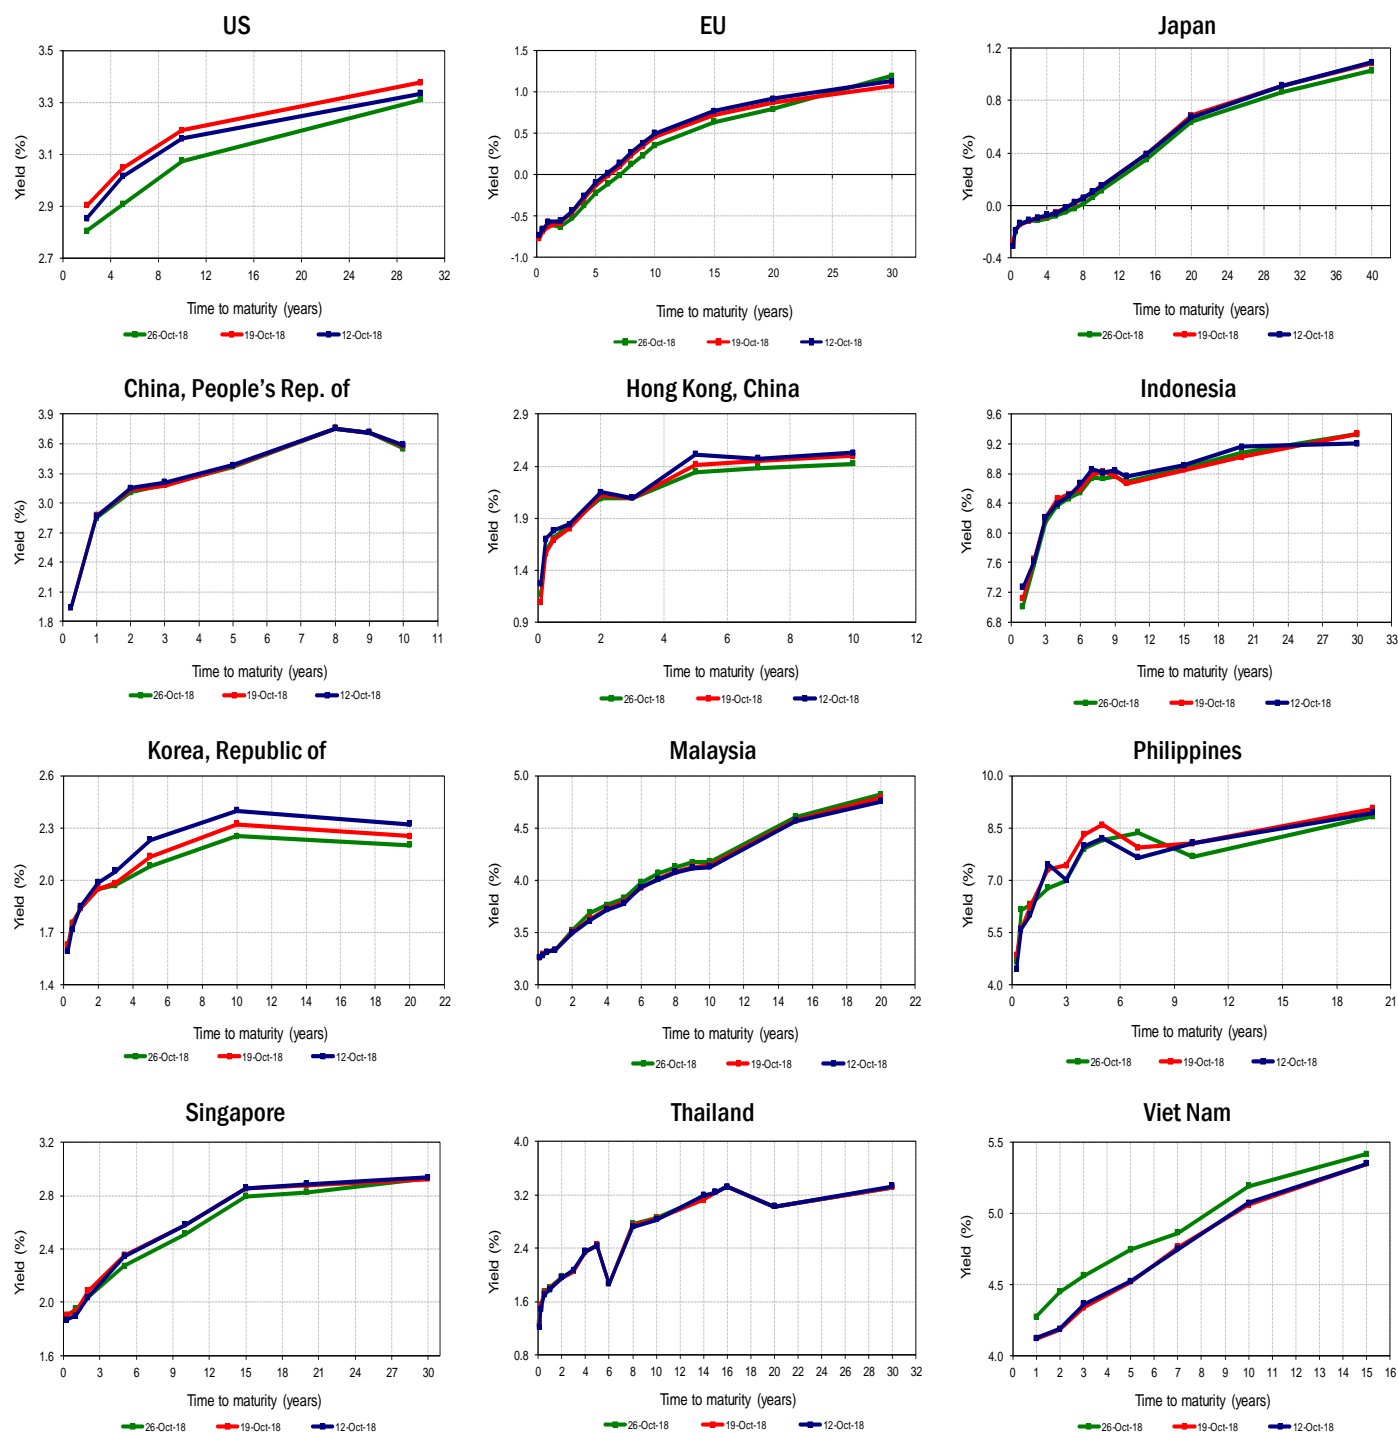 US
EU
Japan
3.5
3.3
3.1
2.9
2.7
Yield (%)
0 4 8 12 16 20 24 28 32
Time to maturity (years)
26-Oct-18 19-Oct-18 12-Oct-18
1.5
1.0
0.5
0.0
-0.5
-1.0
Yield (%)
0 5 10 15 20 25 30
Time to maturity (years)
26-Oct-18 19-Oct-18 12-Oct-18
1.2
0.8
0.4
0.0
-0.4
Yield (%)
0 4 8 12 16 20 24 28 32 36 40
Time to maturity (years)
26-Oct-18 19-Oct-18 12-Oct-18
China, People's Rep. of
Hong Kong, China
Indonesia
3.9
3.6
3.3
3.0
2.7
2.4
2.1
1.8
Yield (%)
0 1 2 3 4 5 6 7 8 9 10 11
Time to maturity (years)
26-Oct-18 19-Oct-18 12-Oct-18
2.9
2.4
1.9
1.4
0.9
Yield (%)
0 2 4 6 8 10 12
Time to maturity (years)
26-Oct-18 19-Oct-18 12-Oct-18
9.6
9.2
8.8
8.4
8.0
7.6
7.2
6.8
Yield (%)
0 3 6 9 12 15 18 21 24 27 30 33
Time to maturity (years)
26-Oct-18 19-Oct-18 12-Oct-18
Korea, Republic of
Malaysia
Philippines
2.6
2.3
2.0
1.7
1.4
Yield (%)
0 2 4 6 8 10 12 14 16 18 20 22
Time to maturity (years)
26-Oct-18 19-Oct-18 12-Oct-18
5.0
4.5
4.0
3.5
3.0
Yield (%)
0 2 4 6 8 10 12 14 16 18 20 22
Time to maturity (years)
26-Oct-18 19-Oct-18 12-Oct-18
10.0
8.5
7.0
5.5
4.0
Yield (%)
0 3 6 9 12 15 18 21
Time to maturity (years)
26-Oct-18 19-Oct-18 12-Oct-18
Singapore
Thailand
Viet Nam
3.2
2.8
2.4
2.0
1.6
Yield (%)
0 3 6 9 12 15 18 21 24 27 30
Time to maturity (years)
26-Oct-18 19-Oct-18 12-Oct-18
4.0
3.2
2.4
1.6
0.8
Yield (%)
0 2 4 6 8 10 12 14 16 18 20 22 24 26 28 30 32
Time to maturity (years)
26-Oct-18 19-Oct-18 12-Oct-18
5.5
5.0
4.5
4.0
Yield (%)
0 1 2 3 4 5 6 7 8 9 10 11 12 13 14 15 16
Time to maturity (years)
26-Oct-18 19-Oct-18 12-Oct-18